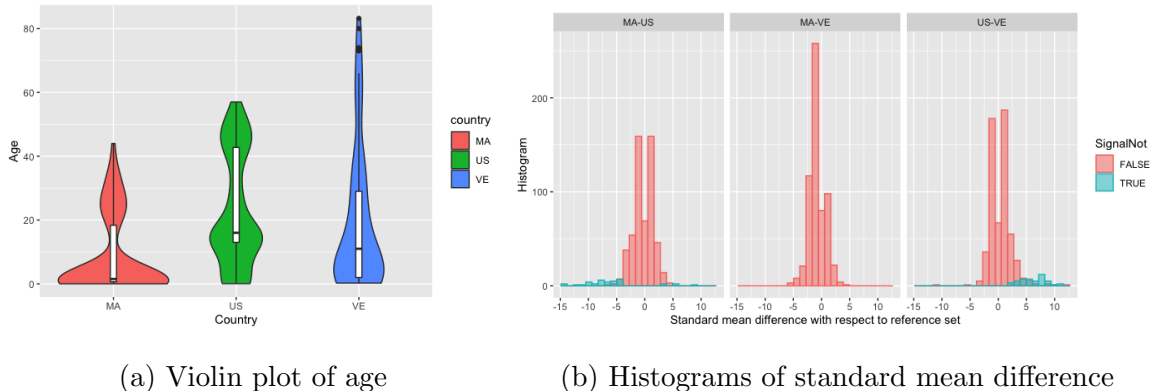 80
60
40
20
0
Age
MA
US
VE
Country
country
MA
US
VE
(a) Violin plot of age
MA-US
MA-VE
US-VE
200
100
0
Histogram
-15 -10 -5 0 5 10
-15 -10 -5 0 5 10
-15 -10 -5 0 5 10
Standard mean difference with respect to reference set
SignalNot
FALSE
TRUE
(b) Histograms of standard mean difference